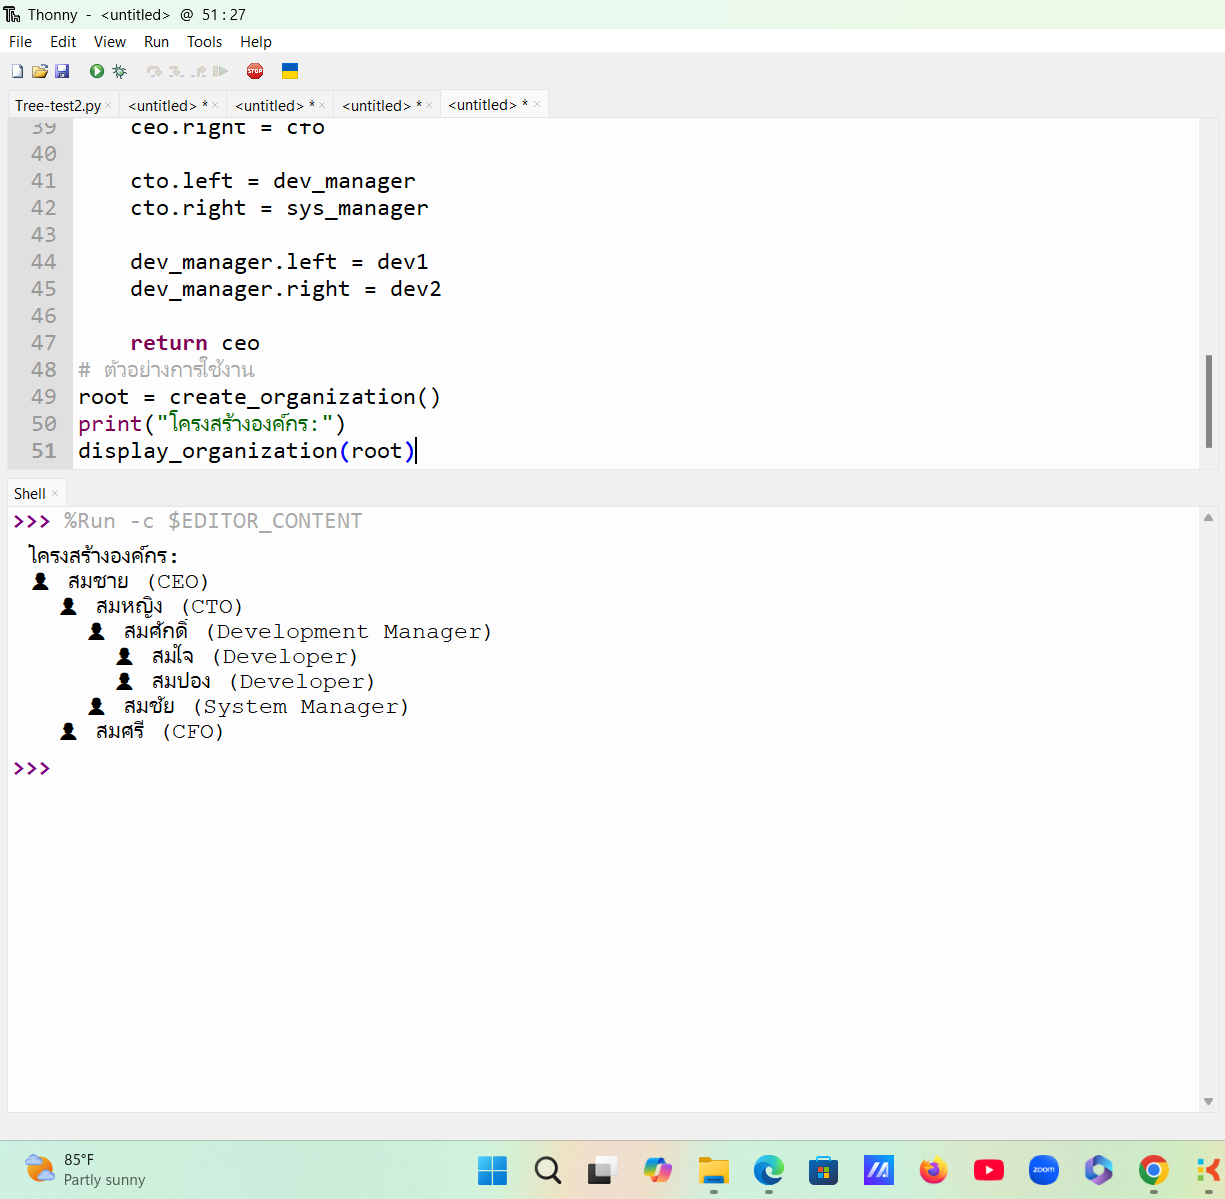 Thonny - <untitled> @ 51 : 27
File Edit View Run Tools Help
STOP
Tree-test2.py × <untitled> * × <untitled> * × <untitled> * × <untitled> * ×
39 ceo.right = cfo
40
41 cto.left = dev_manager
42 cto.right = sys_manager
43
44 dev_manager.left = dev1
45 dev_manager.right = dev2
46
47 return ceo
48 # ตัวอย่างการใช้งาน
49 root = create_organization()
50 print("โครงสร้างองค์กร:")
51 display_organization(root)
Shell ×
>>> %Run -c $EDITOR_CONTENT
โครงสร้างองค์กร:
👤 สมชาย (CEO)
👤 สมหญิง (CTO)
👤 สมศักดิ์ (Development Manager)
👤 สมใจ (Developer)
👤 สมปอง (Developer)
👤 สมชัย (System Manager)
👤 สมศรี (CFO)
>>>
85°F
Partly sunny
zoom